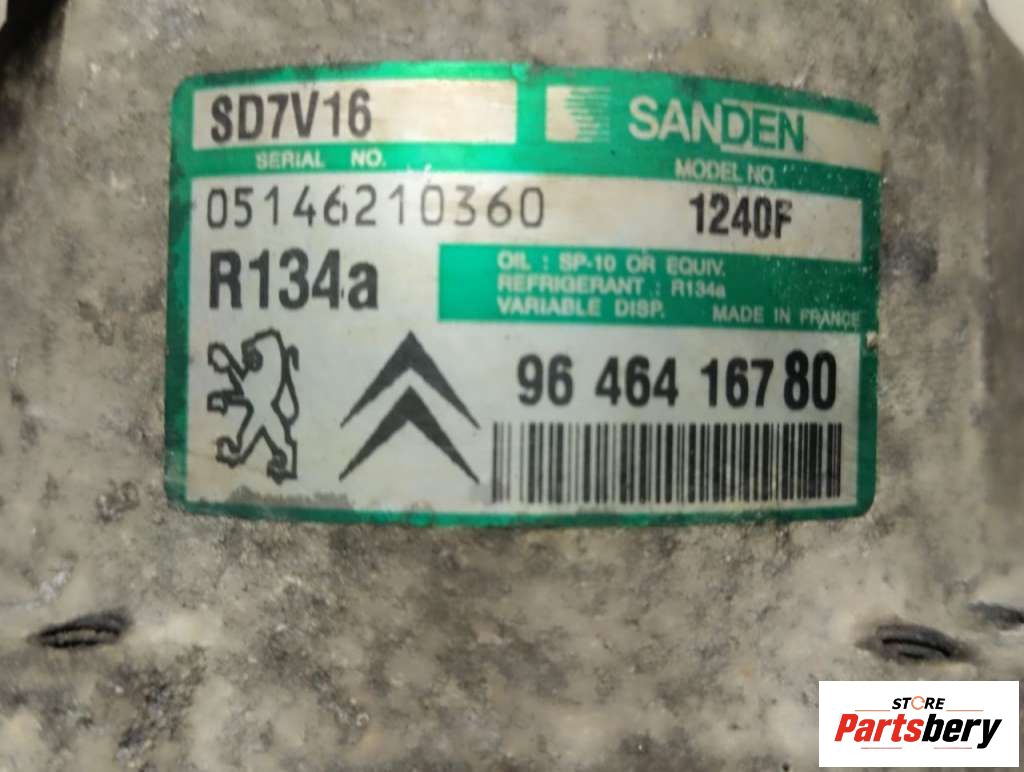 SD7V16
SANDEN
SERIAL NO.
MODEL NO.
05146210360
1240F
R134a
OIL : SP-10 OR EQUIV.
REFRIGERANT : R134a
VARIABLE DISP. MADE IN FRANCE
96 464 167 80
STORE
Partsbery